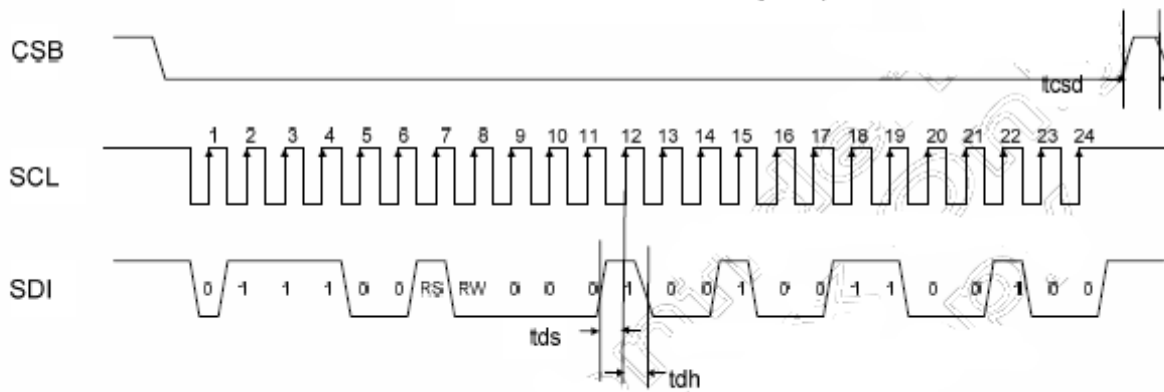 CSB
tcsd
1 2 3 4 5 6 7 8 9 10 11 12 13 14 15 16 17 18 19 20 21 22 23 24
SCL
SDI
0 1 1 1 0 0 RS RW 0 0 0 1 0 0 1 0 0 1 1 0 0 1 0 0
tds
tdh